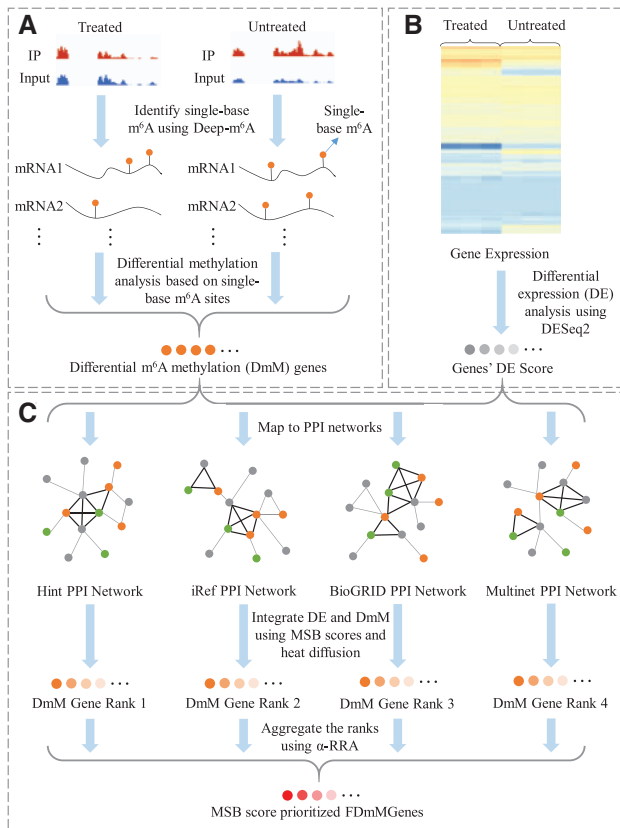 A
Treated
Untreated
IP
Input
IP
Input
Identify single-base
m⁶A using Deep-m⁶A
Single-
base m⁶A
mRNA1
mRNA1
mRNA2
mRNA2
Differential methylation
analysis based on single-
base m⁶A sites
Differential m⁶A methylation (DmM) genes
B
Treated
Untreated
Gene Expression
Differential
expression (DE)
analysis using
DESeq2
Genes' DE Score
C
Map to PPI networks
Hint PPI Network
iRef PPI Network
BioGRID PPI Network
Multinet PPI Network
Integrate DE and DmM
using MSB scores and
heat diffusion
DmM Gene Rank 1
DmM Gene Rank 2
DmM Gene Rank 3
DmM Gene Rank 4
Aggregate the ranks
using α-RRA
MSB score prioritized FDmMGenes